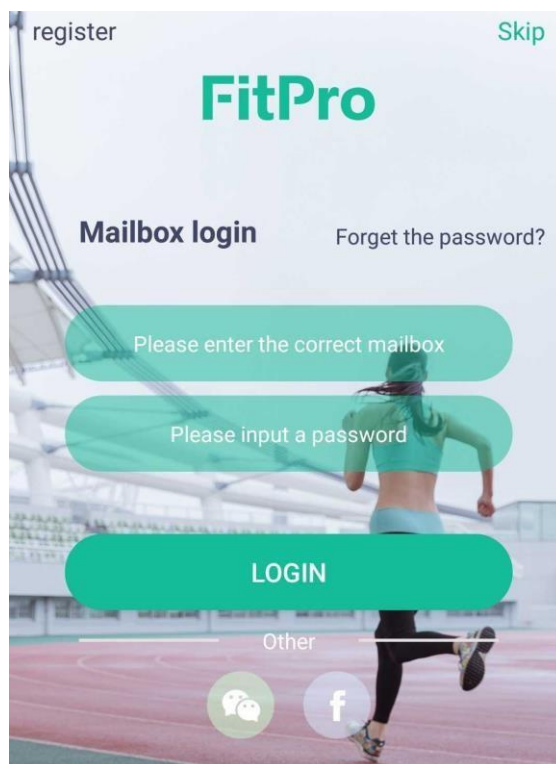 register
Skip
FitPro
Mailbox login
Forget the password?
Please enter the correct mailbox
Please input a password
LOGIN
Other
f